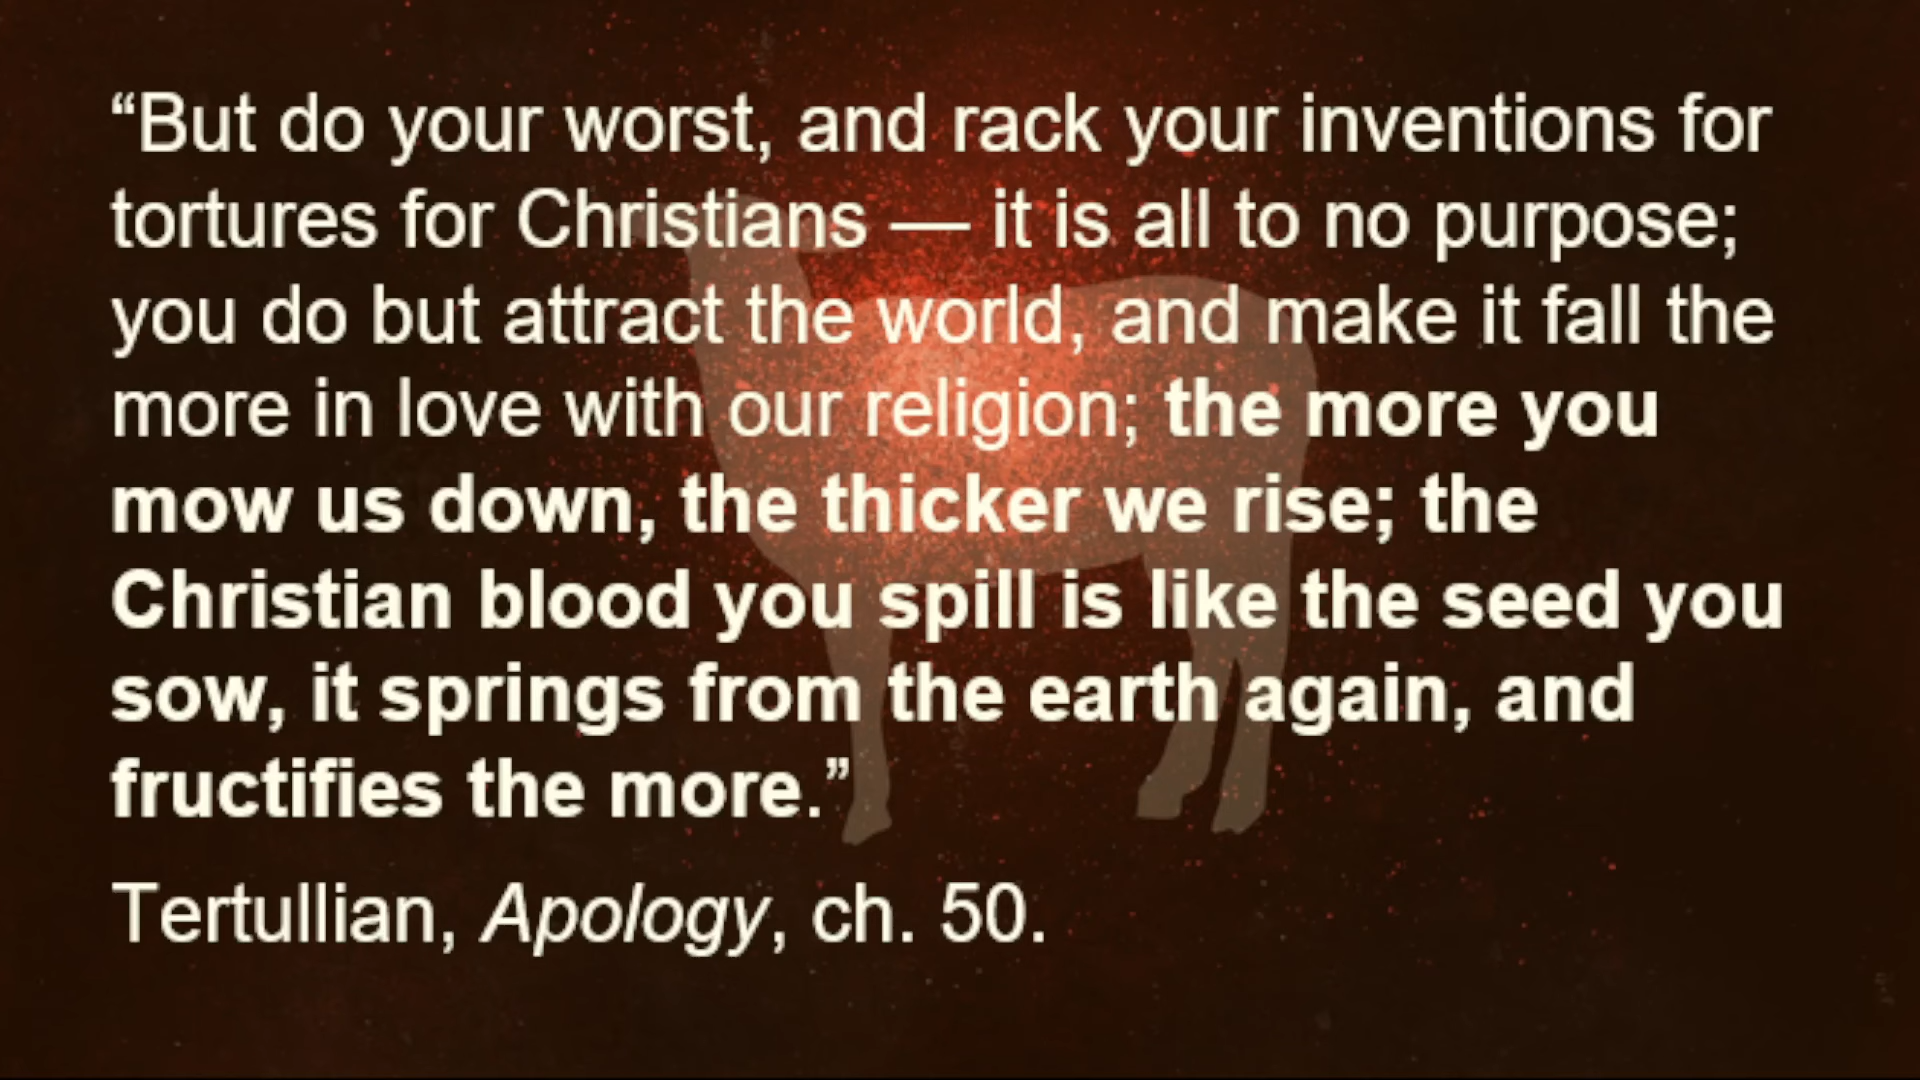 “But do your worst, and rack your inventions for
tortures for Christians — it is all to no purpose;
you do but attract the world, and make it fall the
more in love with our religion; the more you
mow us down, the thicker we rise; the
Christian blood you spill is like the seed you
sow, it springs from the earth again, and
fructifies the more.”
Tertullian, Apology, ch. 50.